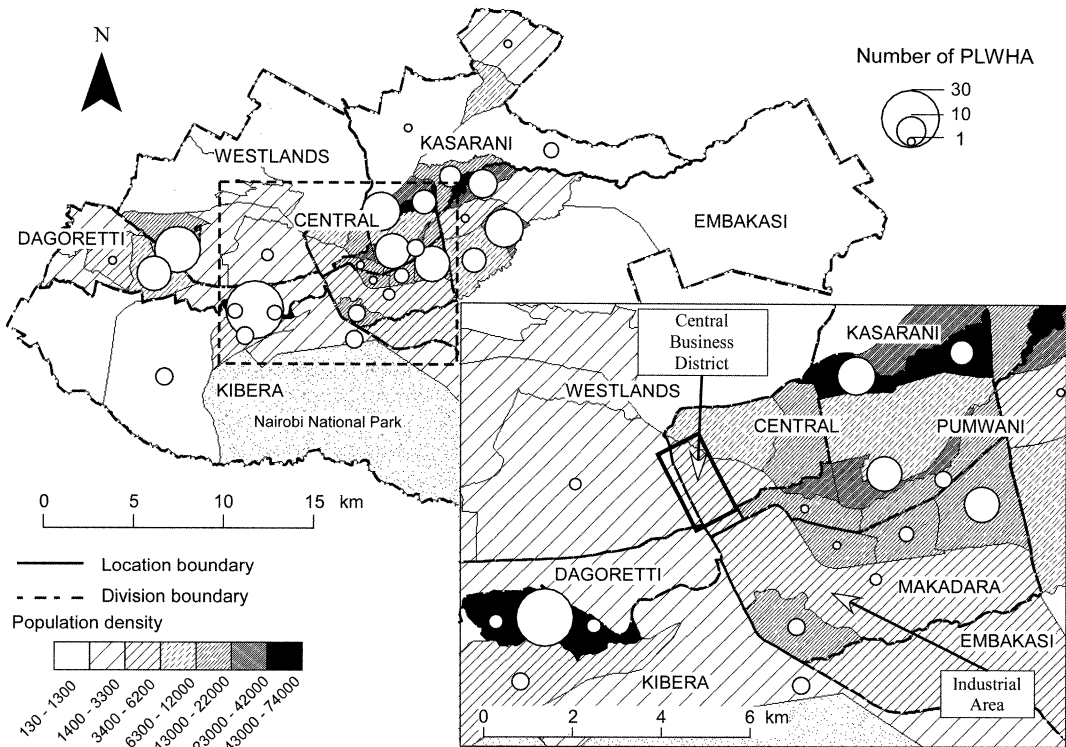 N
Number of PLWHA
30
10
1
WESTLANDS
KASARANI
CENTRAL
EMBAKASI
DAGORETTI
KIBERA
Nairobi National Park
0 5 10 15 km
Location boundary
Division boundary
Population density
130 - 1300
1400 - 3300
3400 - 6200
6300 - 12000
13000 - 22000
23000 - 42000
43000 - 74000
Central
Business
District
KASARANI
WESTLANDS
CENTRAL
PUMWANI
DAGORETTI
MAKADARA
EMBAKASI
KIBERA
Industrial
Area
0 2 4 6 km